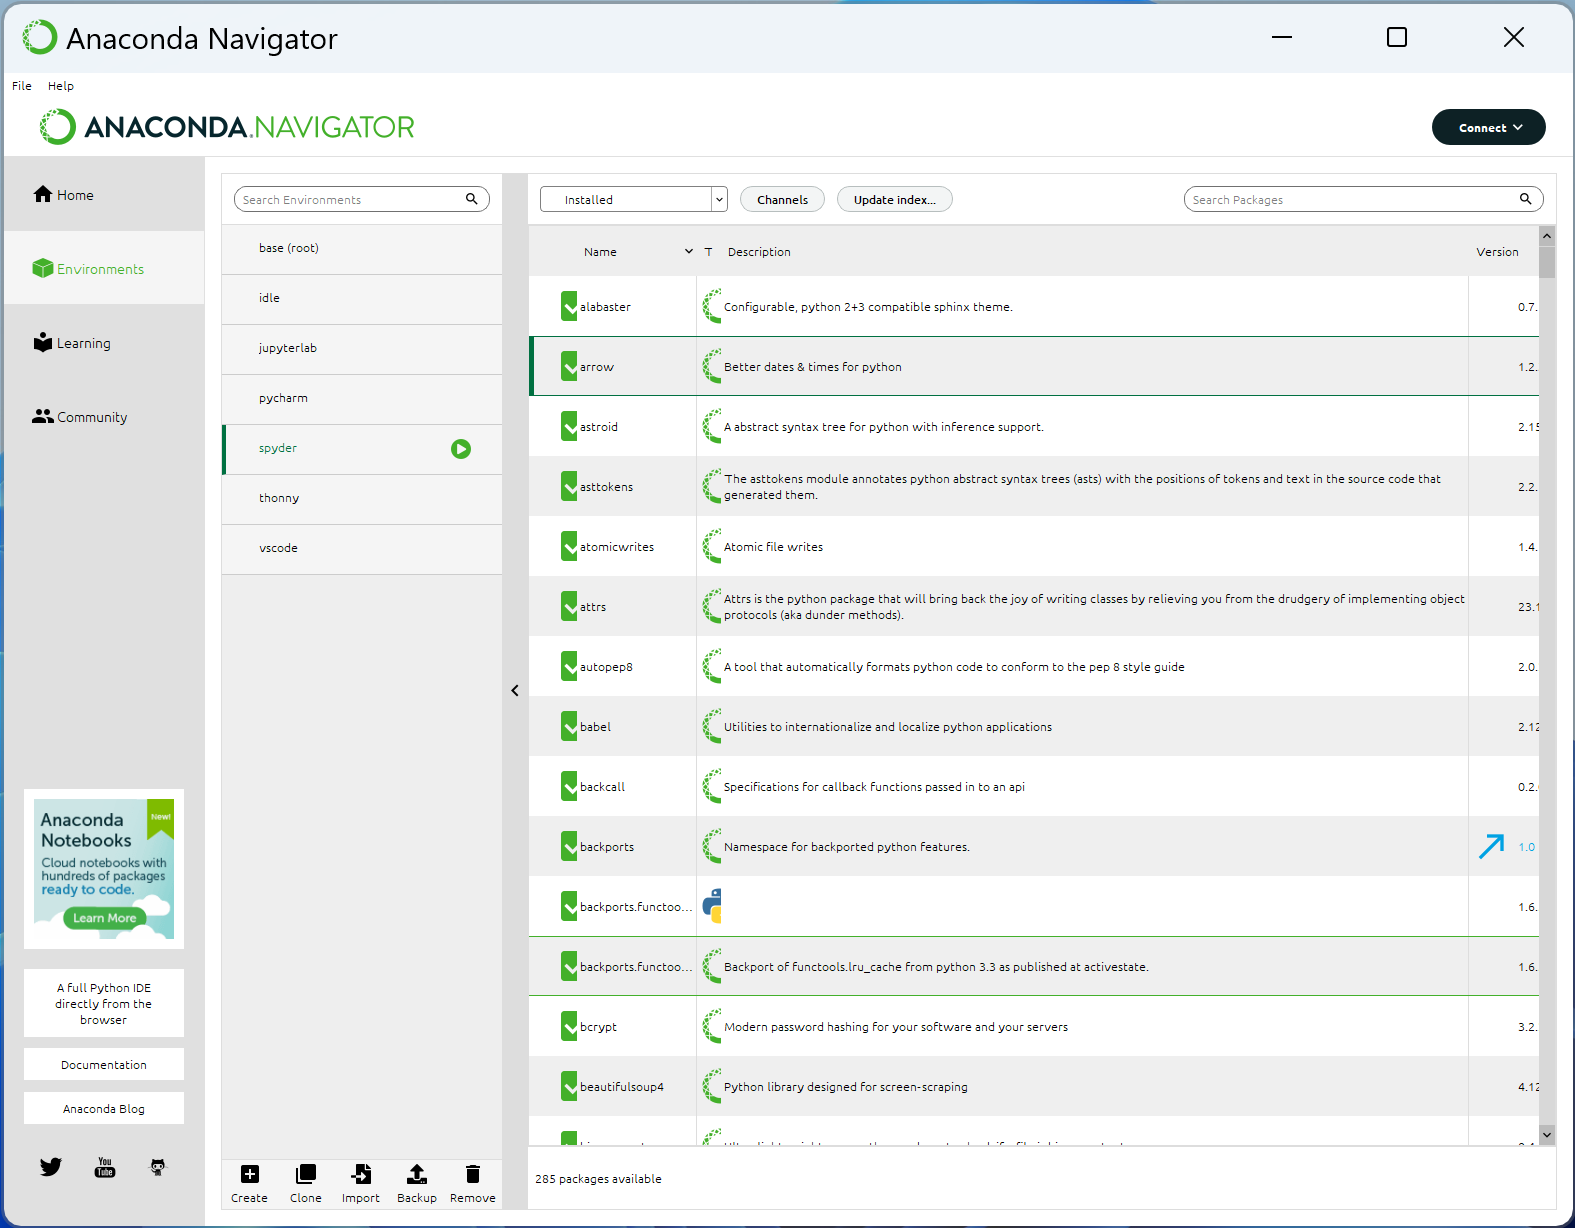 Anaconda Navigator
File Help
ANACONDA.NAVIGATOR
Connect
Home
Environments
Learning
Community
Anaconda
Notebooks
New!
Cloud notebooks with
hundreds of packages
ready to code.
Learn More
A full Python IDE
directly from the
browser
Documentation
Anaconda Blog
You
Tube
Search Environments
base (root)
idle
jupyterlab
pycharm
spyder
thonny
vscode
Create Clone Import Backup Remove
Installed Channels Update index... Search Packages
Name T Description Version
alabaster Configurable, python 2+3 compatible sphinx theme. 0.7.
arrow Better dates & times for python 1.2.
astroid A abstract syntax tree for python with inference support. 2.15
asttokens The asttokens module annotates python abstract syntax trees (asts) with the positions of tokens and text in the source code that
generated them. 2.2.
atomicwrites Atomic file writes 1.4.
attrs Attrs is the python package that will bring back the joy of writing classes by relieving you from the drudgery of implementing object
protocols (aka dunder methods). 23.1
autopep8 A tool that automatically formats python code to conform to the pep 8 style guide 2.0.
babel Utilities to internationalize and localize python applications 2.12
backcall Specifications for callback functions passed in to an api 0.2.
backports Namespace for backported python features. 1.0
backports.functoo... 1.6.
backports.functoo... Backport of functools.lru_cache from python 3.3 as published at activestate. 1.6.
bcrypt Modern password hashing for your software and your servers 3.2.
beautifulsoup4 Python library designed for screen-scraping 4.12
285 packages available